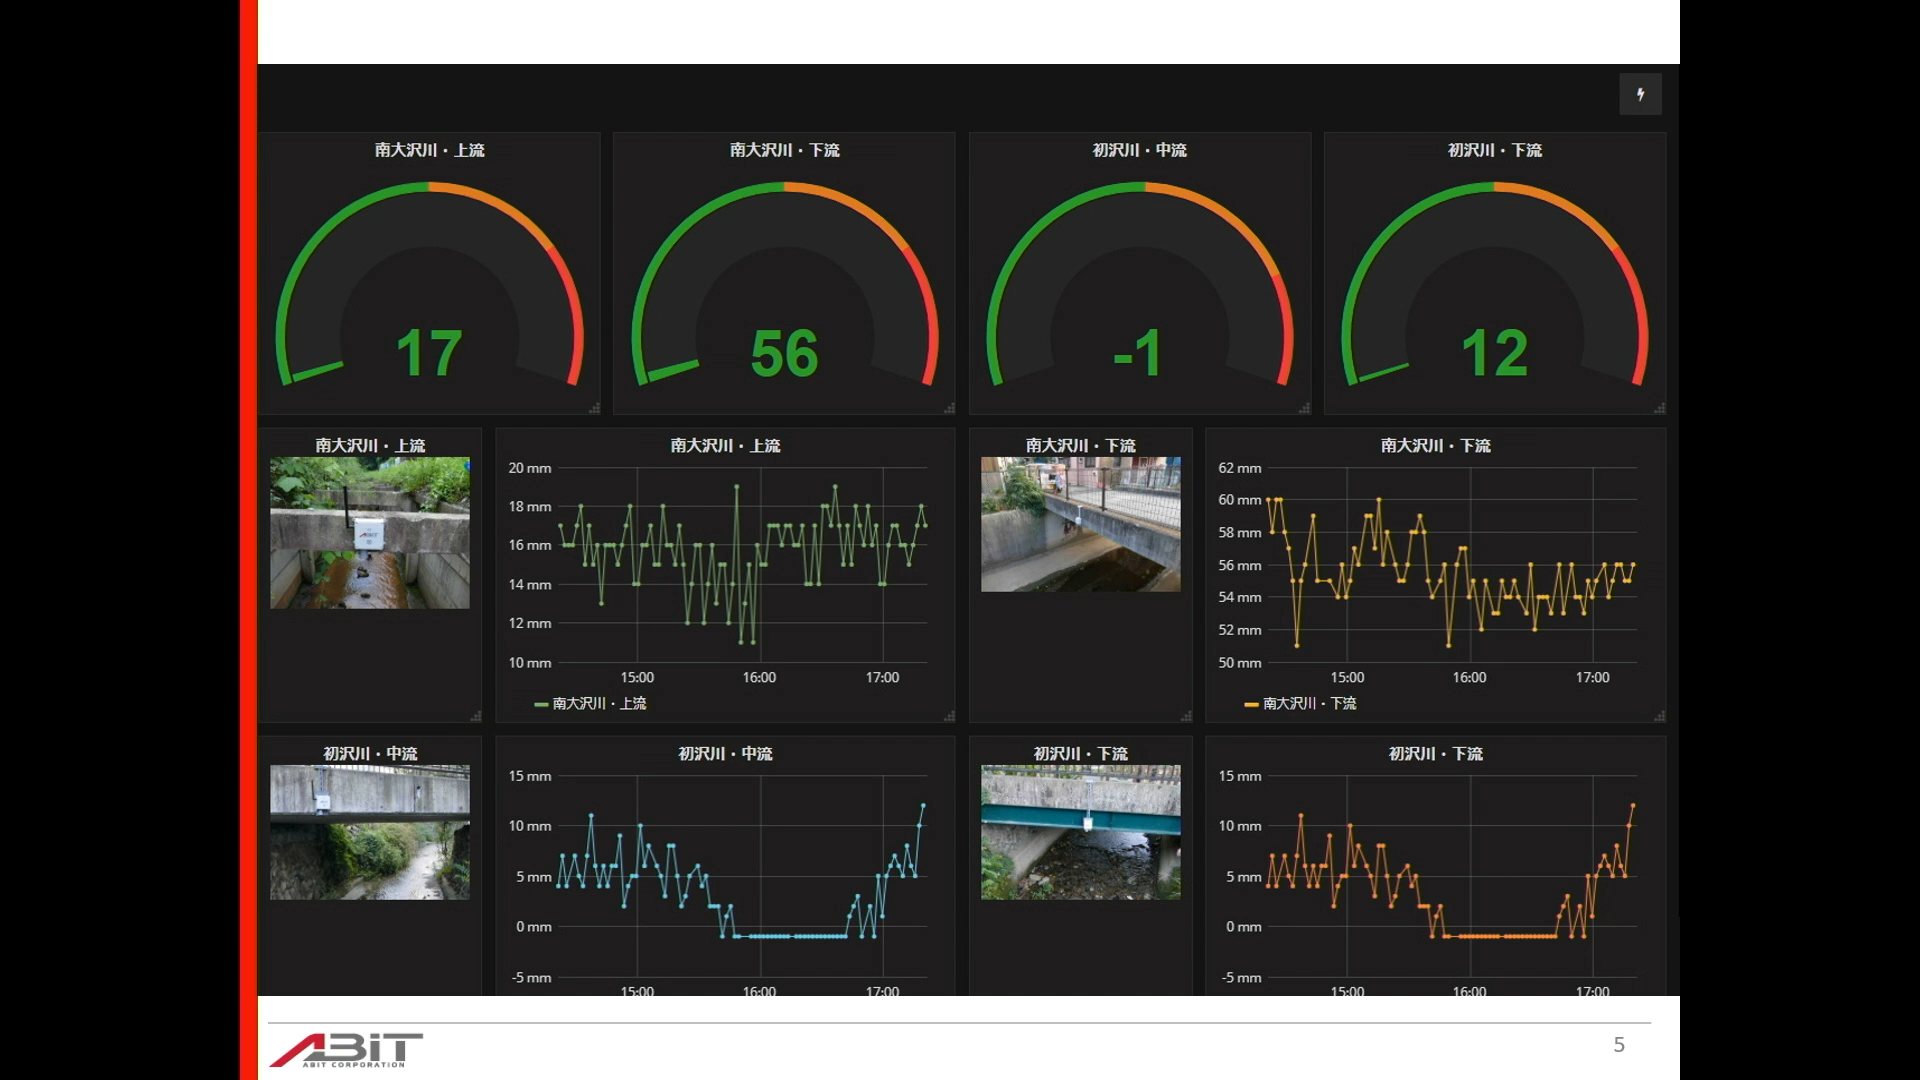 南大沢川・上流
南大沢川・下流
初沢川・中流
初沢川・下流
17
56
-1
12
南大沢川・上流
南大沢川・上流
20 mm
18 mm
16 mm
14 mm
12 mm
10 mm
15:00
16:00
17:00
南大沢川・上流
南大沢川・下流
南大沢川・下流
62 mm
60 mm
58 mm
56 mm
54 mm
52 mm
50 mm
15:00
16:00
17:00
南大沢川・下流
初沢川・中流
初沢川・中流
15 mm
10 mm
5 mm
0 mm
-5 mm
15:00
16:00
17:00
初沢川・下流
初沢川・下流
15 mm
10 mm
5 mm
0 mm
-5 mm
15:00
16:00
17:00
ABiT
ABIT CORPORATION
5